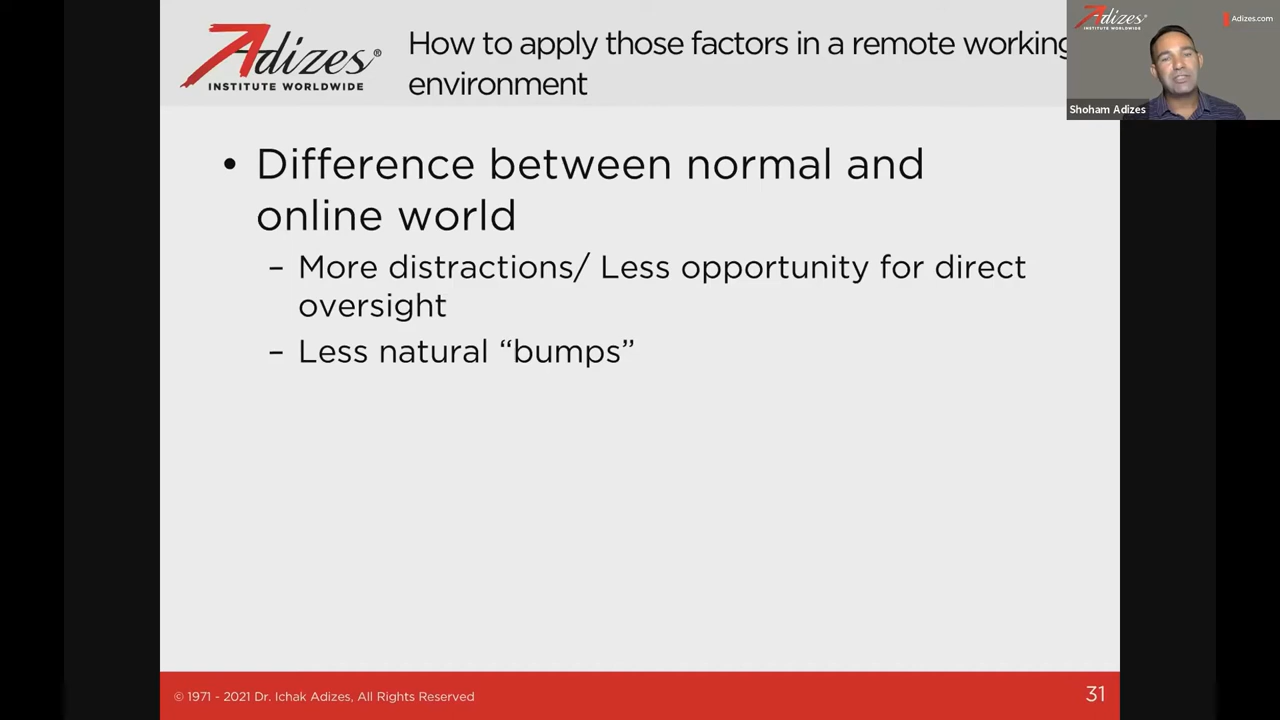 Adizes®
INSTITUTE WORLDWIDE
How to apply those factors in a remote working
environment
Adizes
INSTITUTE WORLDWIDE
Adizes.com
Shoham Adizes
• Difference between normal and
online world
– More distractions/ Less opportunity for direct
oversight
– Less natural “bumps”
© 1971 - 2021 Dr. Ichak Adizes, All Rights Reserved
31